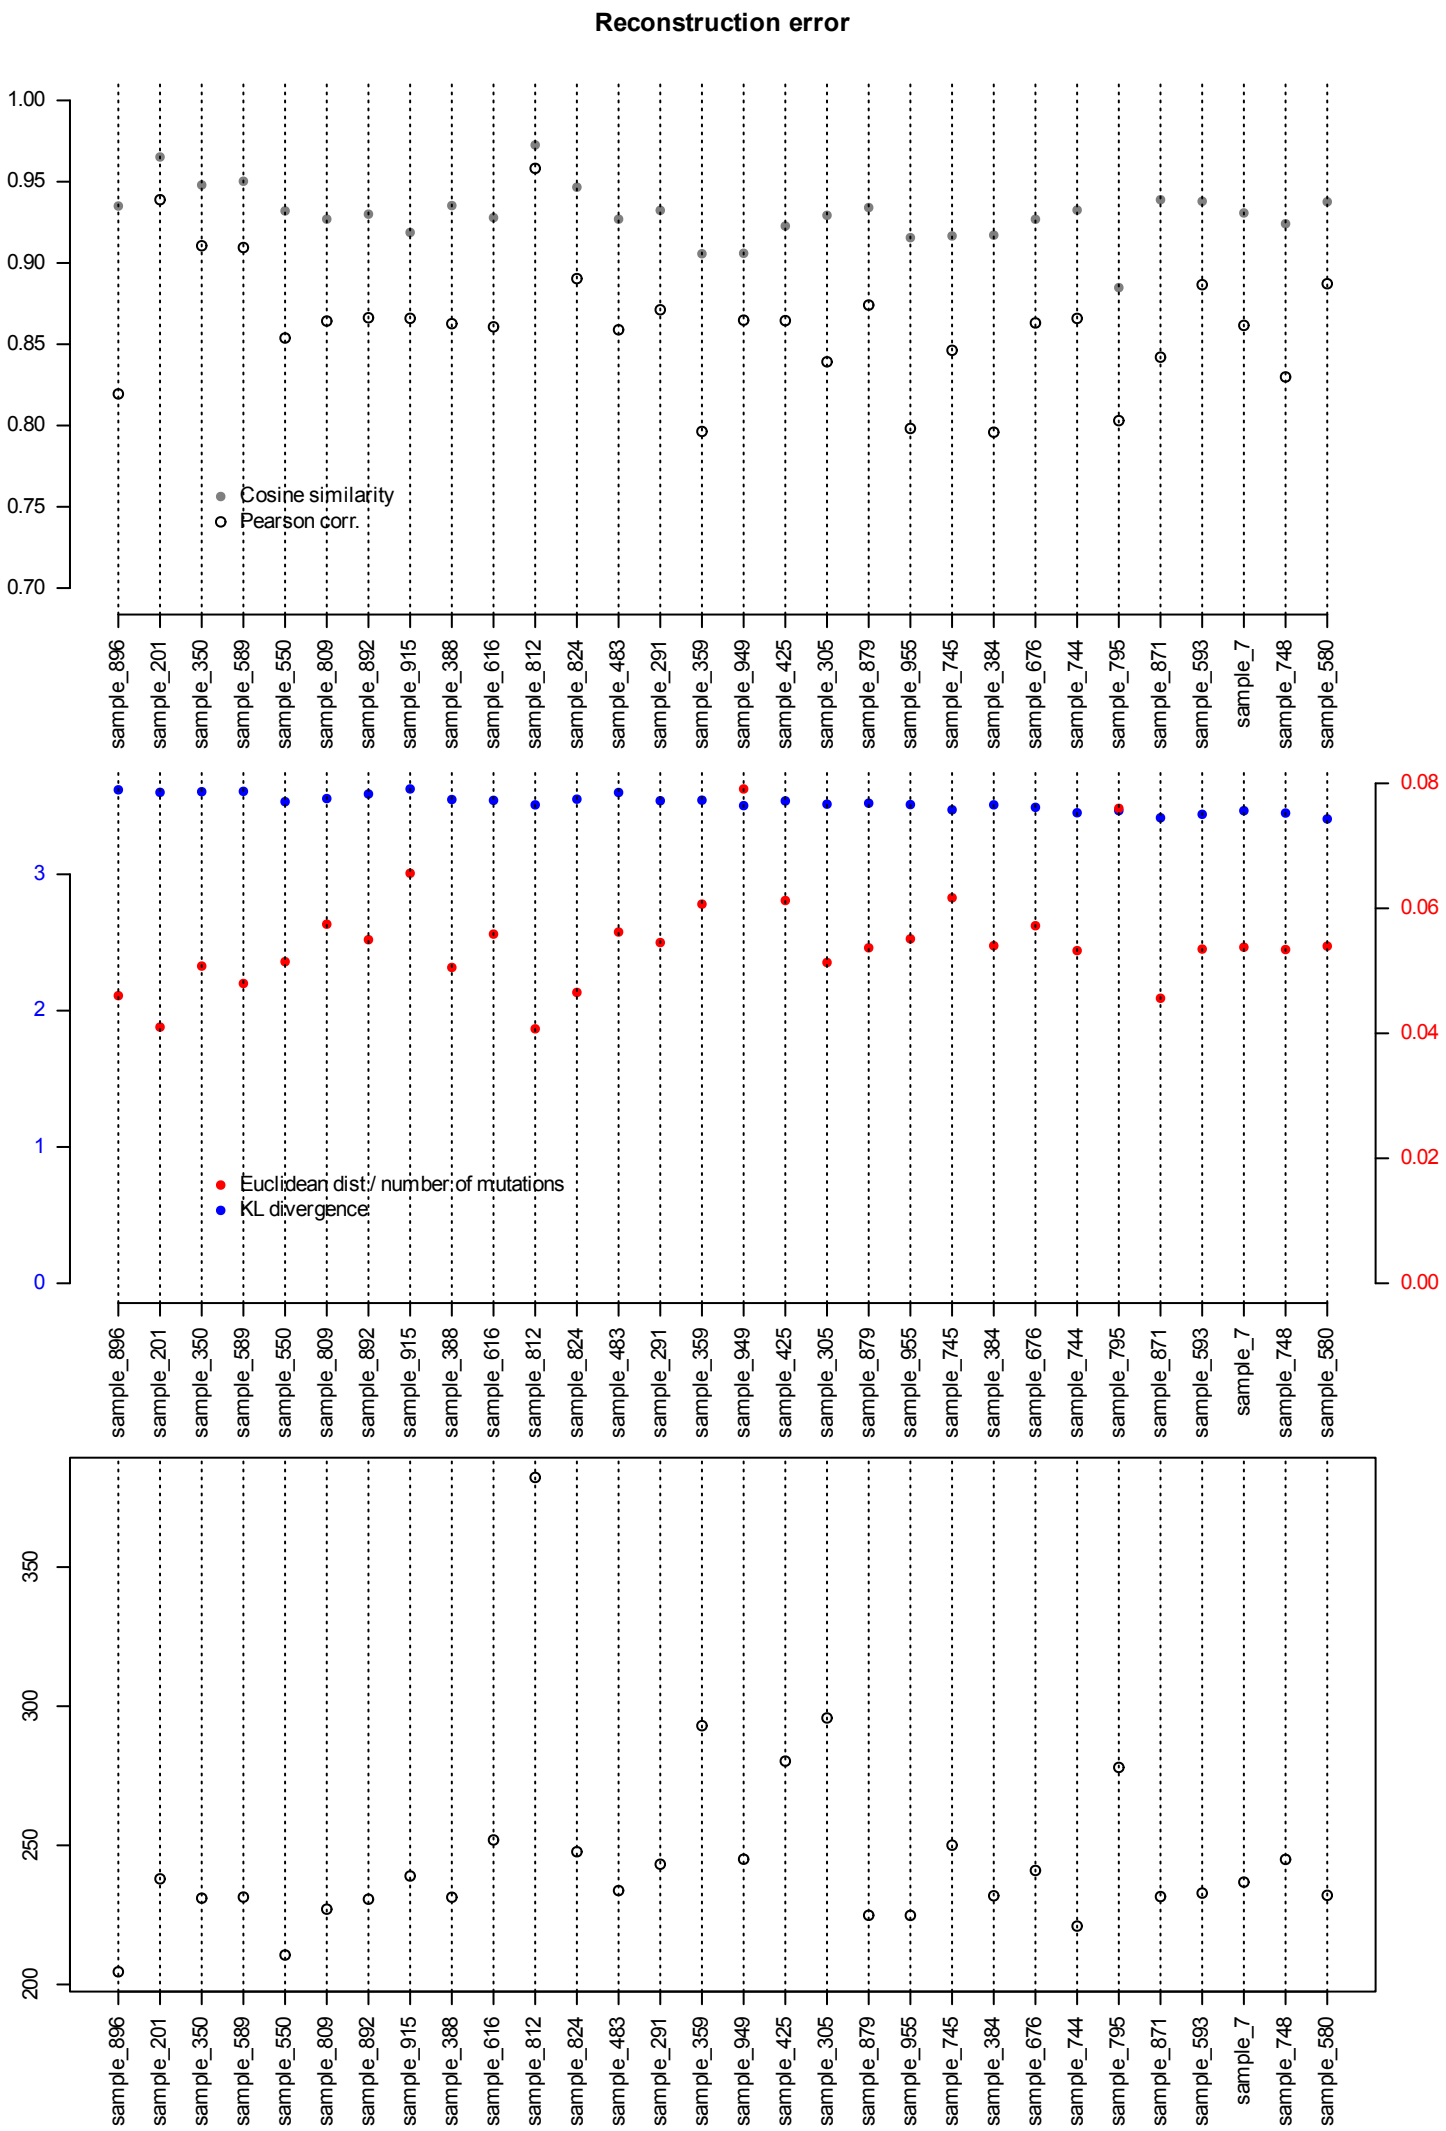 Reconstruction error
1.00
0.95
0.90
0.85
0.80
0.75
0.70
Cosine similarity
Pearson corr.
sample_896
sample_201
sample_350
sample_589
sample_550
sample_809
sample_892
sample_915
sample_388
sample_616
sample_812
sample_824
sample_483
sample_291
sample_359
sample_949
sample_425
sample_305
sample_879
sample_955
sample_745
sample_384
sample_676
sample_744
sample_795
sample_871
sample_593
sample_7
sample_748
sample_580
3
2
1
0
0.08
0.06
0.04
0.02
0.00
Euclidean dist./ number of mutations
KL divergence
sample_896
sample_201
sample_350
sample_589
sample_550
sample_809
sample_892
sample_915
sample_388
sample_616
sample_812
sample_824
sample_483
sample_291
sample_359
sample_949
sample_425
sample_305
sample_879
sample_955
sample_745
sample_384
sample_676
sample_744
sample_795
sample_871
sample_593
sample_7
sample_748
sample_580
350
300
250
200
sample_896
sample_201
sample_350
sample_589
sample_550
sample_809
sample_892
sample_915
sample_388
sample_616
sample_812
sample_824
sample_483
sample_291
sample_359
sample_949
sample_425
sample_305
sample_879
sample_955
sample_745
sample_384
sample_676
sample_744
sample_795
sample_871
sample_593
sample_7
sample_748
sample_580